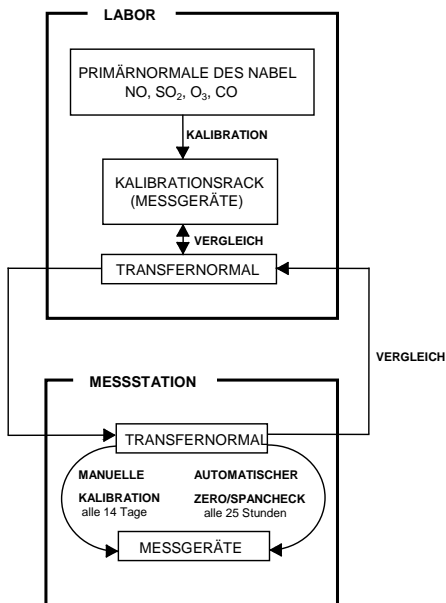 LABOR
PRIMÄRNORMALE DES NABEL
NO, SO₂, O₃, CO
KALIBRATION
KALIBRATIONSRACK
(MESSGERÄTE)
VERGLEICH
TRANSFERNORMAL
VERGLEICH
MESSSTATION
TRANSFERNORMAL
MANUELLE
KALIBRATION
alle 14 Tage
AUTOMATISCHER
ZERO/SPANCHECK
alle 25 Stunden
MESSGERÄTE